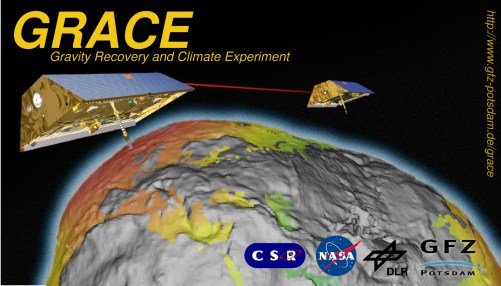 GRACE
Gravity Recovery and Climate Experiment
http://www.gfz-potsdam.de/grace
CSR
NASA
DLR
GFZ
POTSDAM